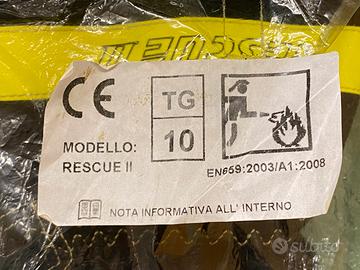 CE
TG
10
MODELLO:
RESCUE II
EN659:2003/A1:2008
NOTA INFORMATIVA ALL' INTERNO
subito